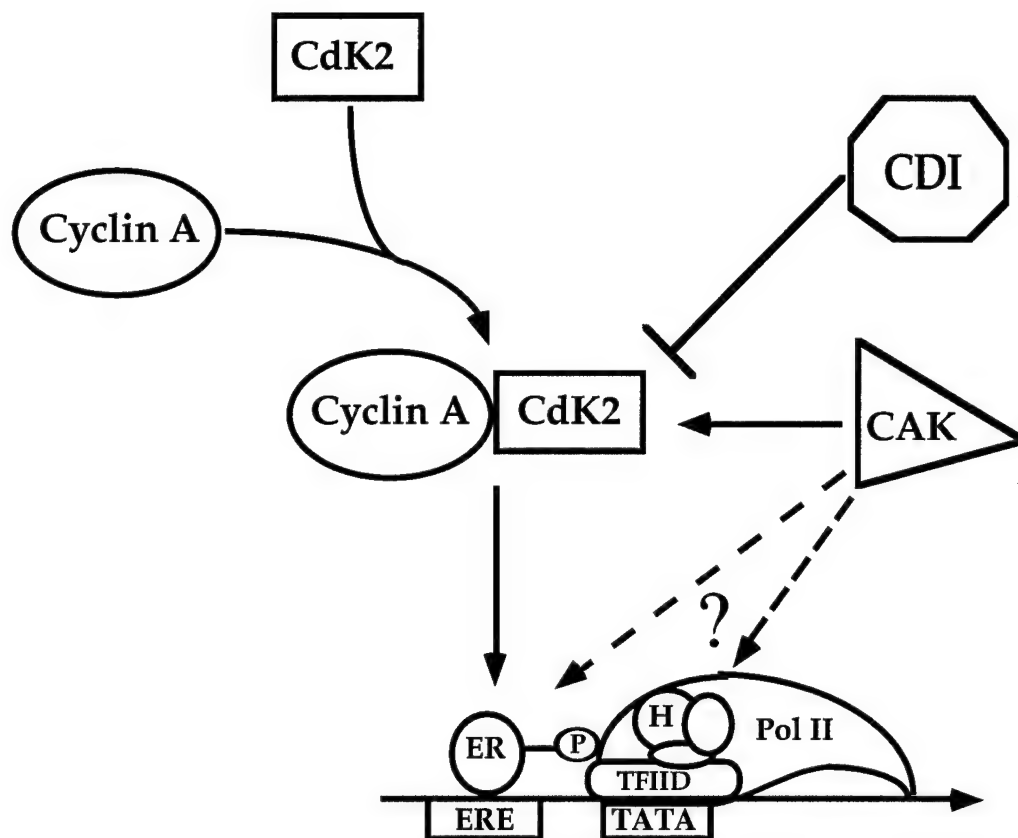 CdK2
CDI
Cyclin A
Cyclin A
CdK2
CAK
?
H
Pol II
ER
P
TFIID
ERE
TATA